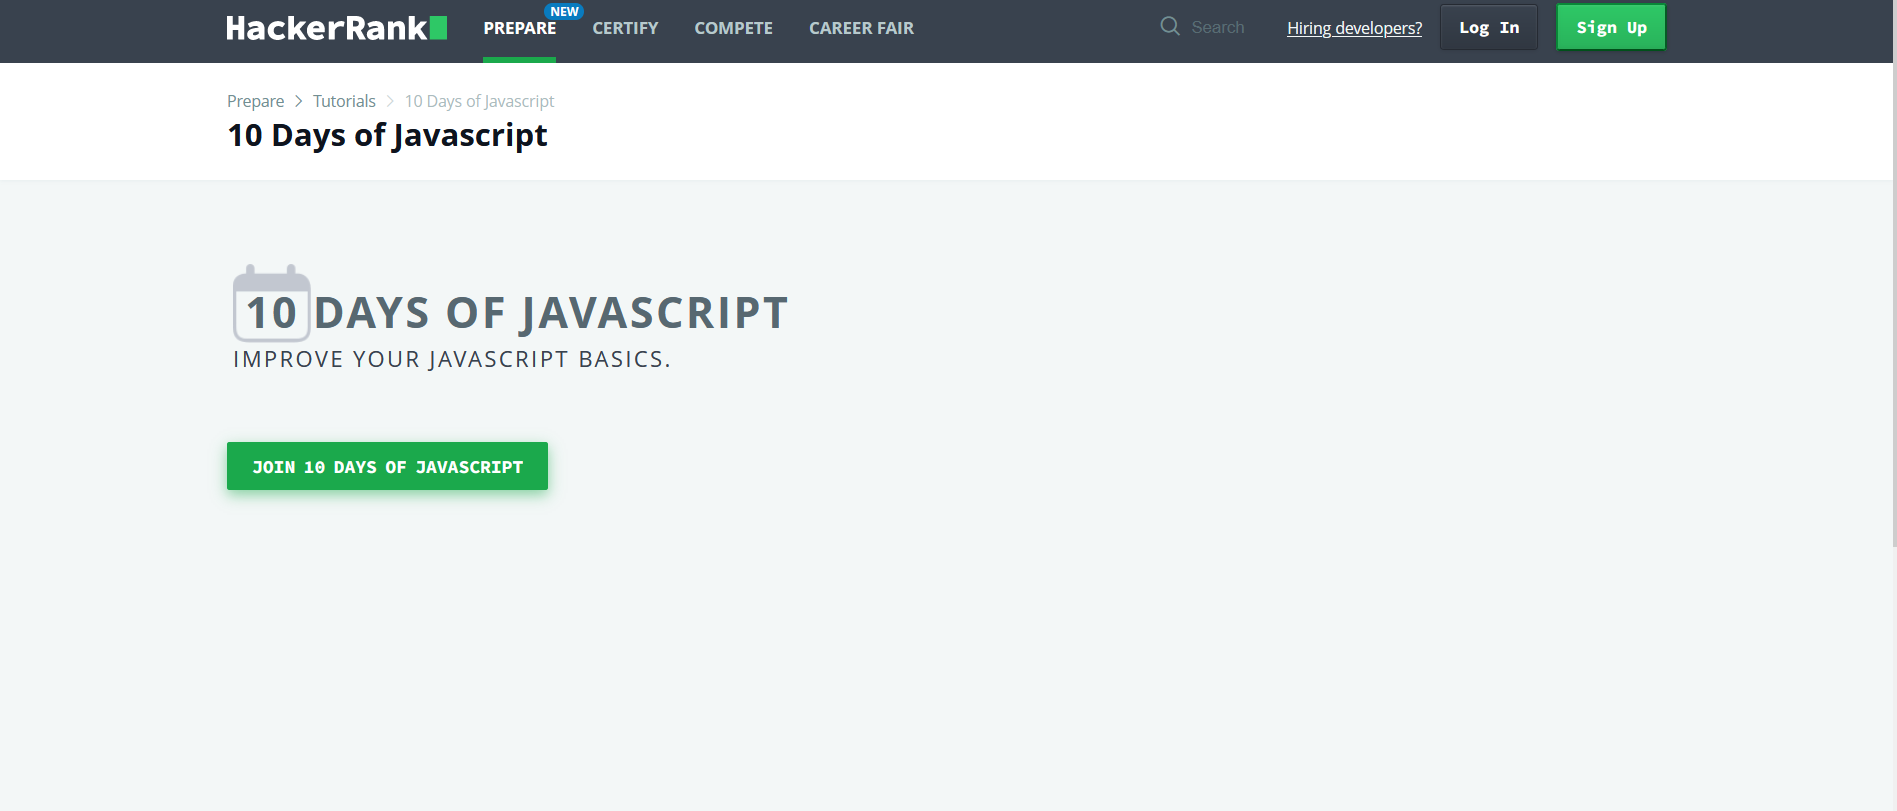 HackerRank PREPARE NEW CERTIFY COMPETE CAREER FAIR Search Hiring developers? Log In Sign Up
Prepare > Tutorials > 10 Days of Javascript
10 Days of Javascript
10 DAYS OF JAVASCRIPT
IMPROVE YOUR JAVASCRIPT BASICS.
JOIN 10 DAYS OF JAVASCRIPT